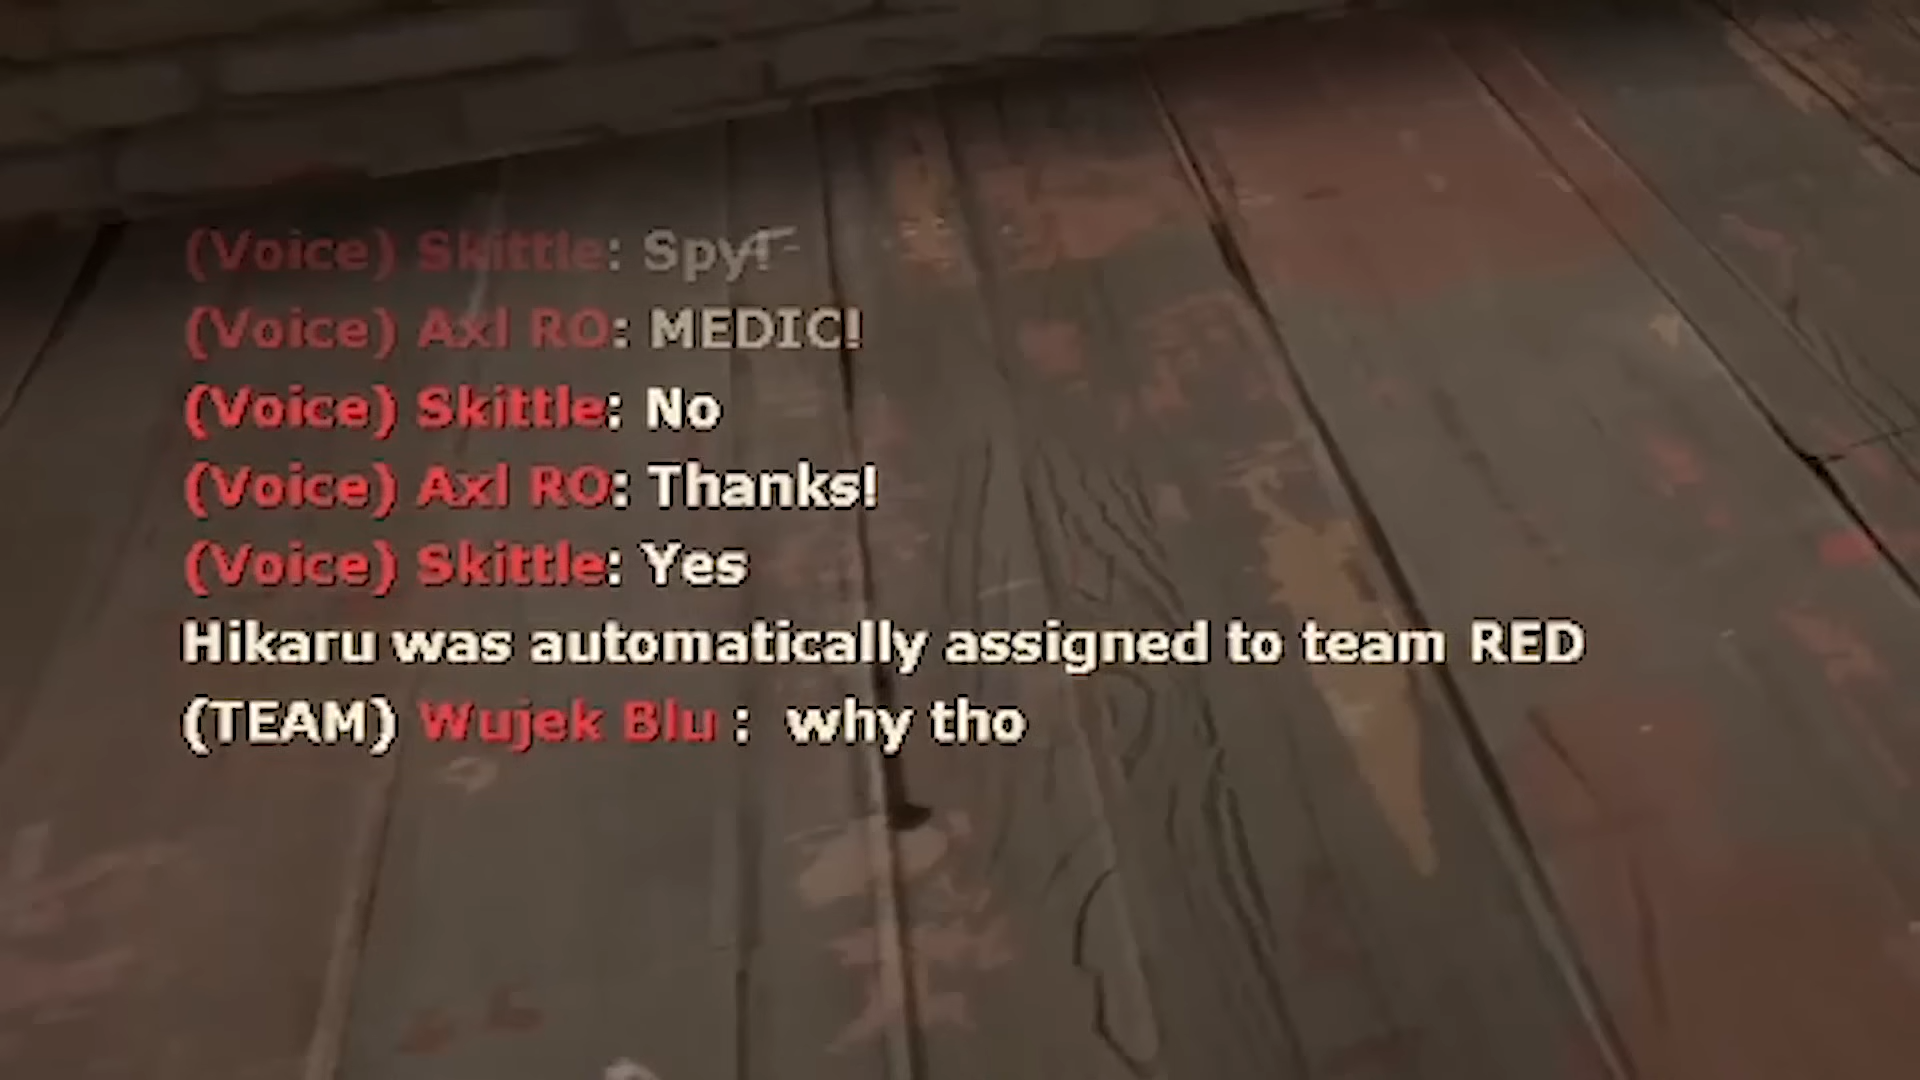 (Voice) Skittle: Spy!
(Voice) Axl RO: MEDIC!
(Voice) Skittle: No
(Voice) Axl RO: Thanks!
(Voice) Skittle: Yes
Hikaru was automatically assigned to team RED
(TEAM) Wujek Blu :  why tho